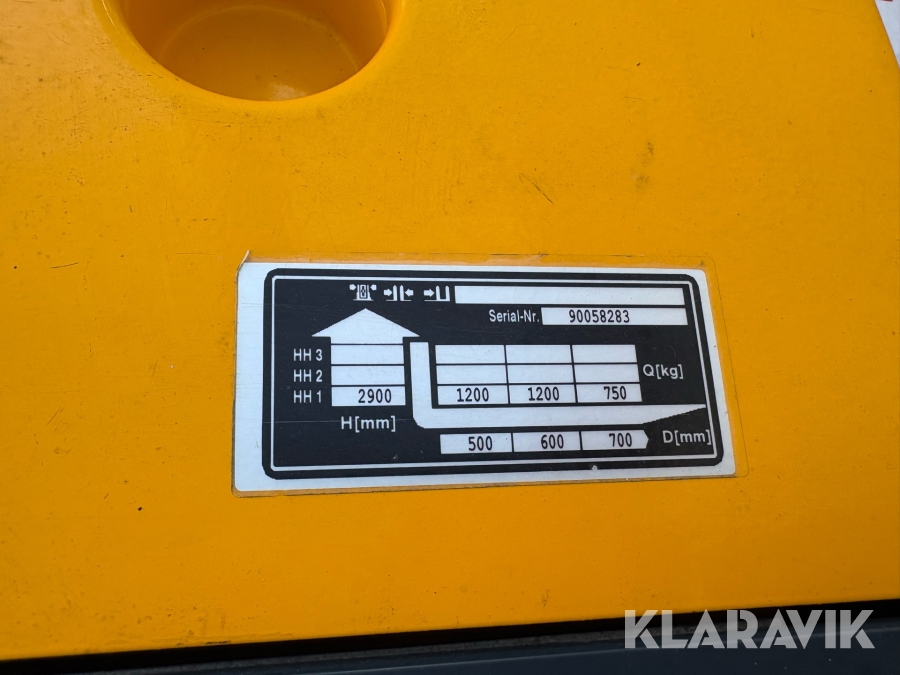 Serial-Nr. 90058283
HH 3
HH 2
Q[kg]
HH 1 2900 1200 1200 750
H[mm]
500 600 700 D[mm]
KLARAVIK